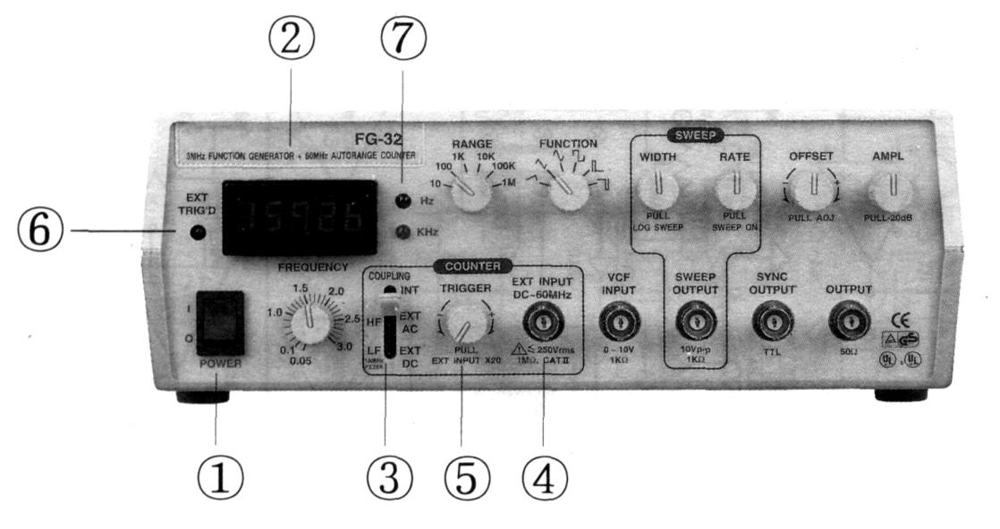 ② ⑦
FG-32
3MHz FUNCTION GENERATOR + 60MHz AUTORANGE COUNTER
EXT
TRIG'D
⑥
75926
Hz
KHz
RANGE
1K 10K
100 100K
10 1M
FUNCTION
SWEEP
WIDTH RATE
PULL
LOG SWEEP
PULL
SWEEP ON
OFFSET
- +
PULL ADJ
AMPL
PULL-20dB
FREQUENCY
1.5 2.0
1.0 2.5
0.1 3.0
0.05
I
O
POWER
COUNTER
COUPLING
INT
HF EXT
AC
LF EXT
DC
TRIGGER
- +
PULL
EXT INPUT X20
EXT INPUT
DC~60MHz
≤ 250Vrms
1MΩ, CAT II
VCF
INPUT
0~10V
1KΩ
SWEEP
OUTPUT
10Vp-p
1KΩ
SYNC
OUTPUT
TTL
OUTPUT
50Ω
CE
GS
UL c UL
① ③ ⑤ ④